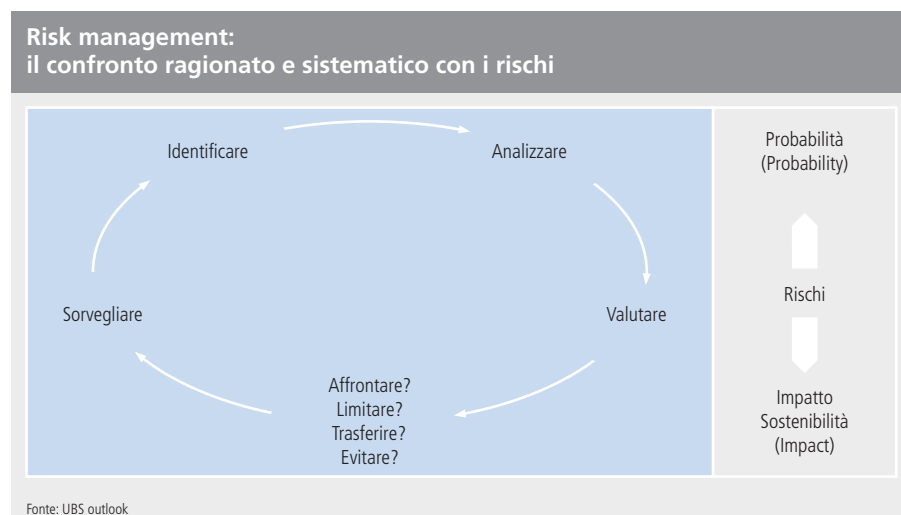 Risk management:
il confronto ragionato e sistematico con i rischi
Identificare
Analizzare
Valutare
Affrontare?
Limitare?
Trasferire?
Evitare?
Sorvegliare
Probabilità
(Probability)
Rischi
Impatto
Sostenibilità
(Impact)
Fonte: UBS outlook